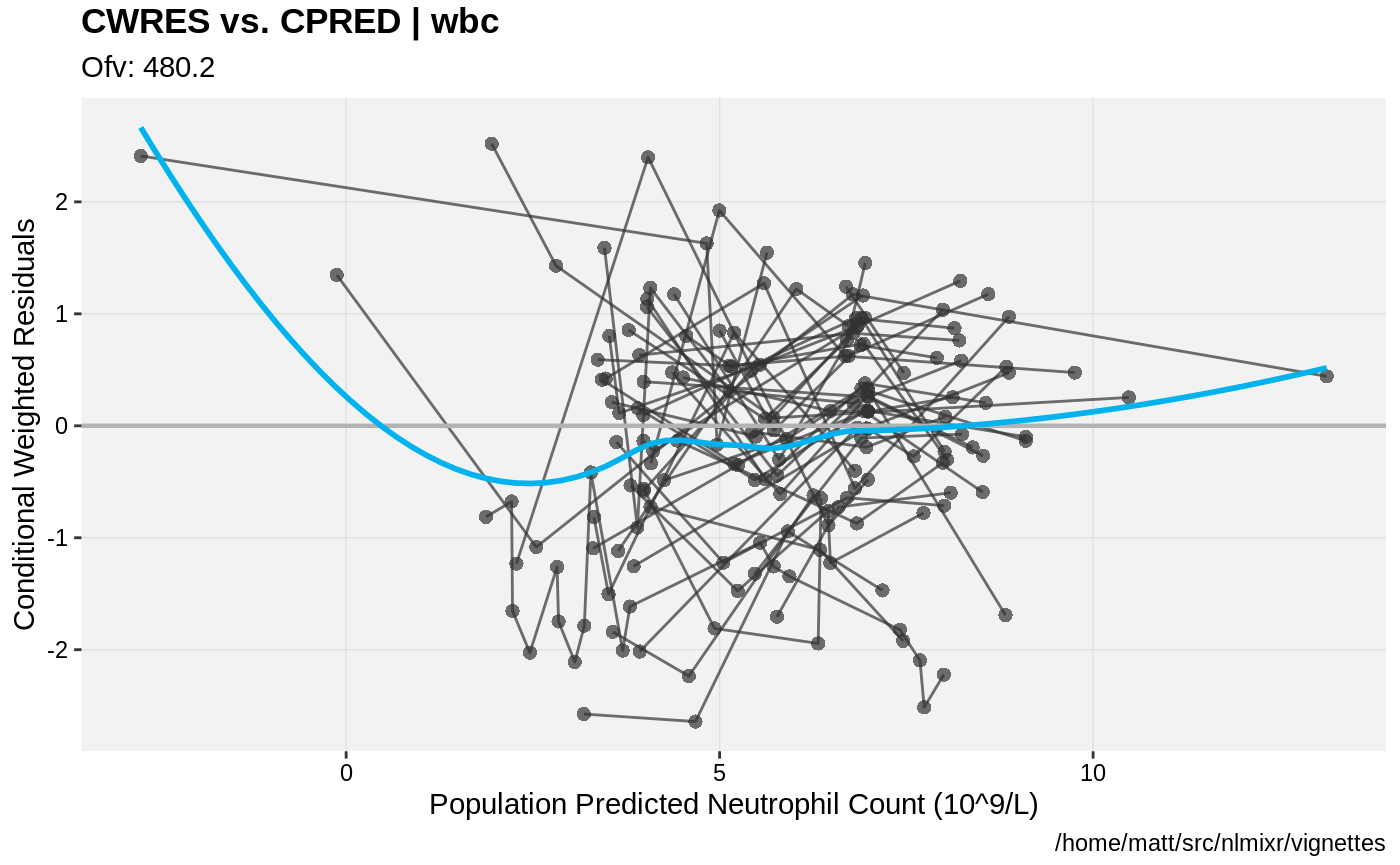 CWRES vs. CPRED | wbc
Ofv: 480.2
Conditional Weighted Residuals
2
1
0
-1
-2
0
5
10
Population Predicted Neutrophil Count (10^9/L)
/home/matt/src/nlmixr/vignettes